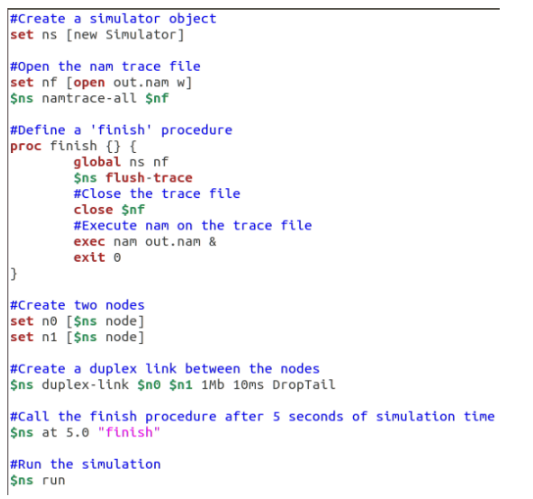 #Create a simulator object
set ns [new Simulator]

#Open the nam trace file
set nf [open out.nam w]
$ns namtrace-all $nf

#Define a 'finish' procedure
proc finish {} {
        global ns nf
        $ns flush-trace
        #Close the trace file
        close $nf
        #Execute nam on the trace file
        exec nam out.nam &
        exit 0
}

#Create two nodes
set n0 [$ns node]
set n1 [$ns node]

#Create a duplex link between the nodes
$ns duplex-link $n0 $n1 1Mb 10ms DropTail

#Call the finish procedure after 5 seconds of simulation time
$ns at 5.0 "finish"

#Run the simulation
$ns run